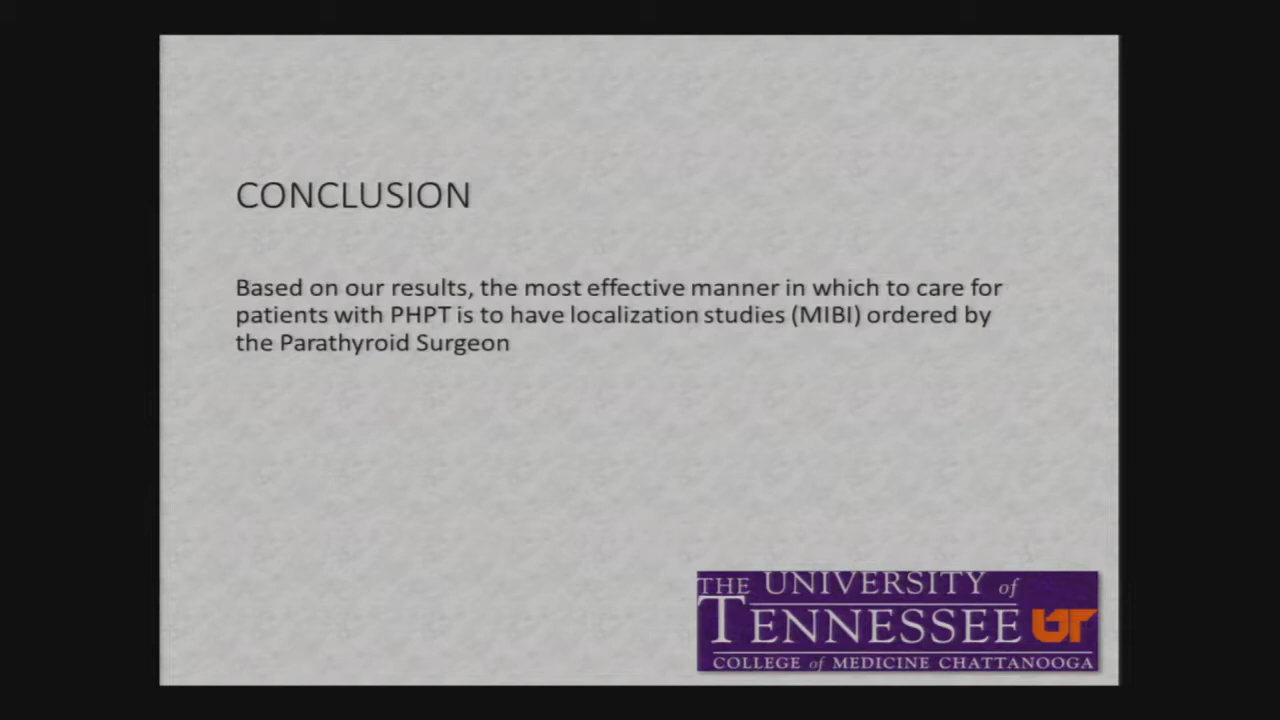 CONCLUSION
Based on our results, the most effective manner in which to care for
patients with PHPT is to have localization studies (MIBI) ordered by
the Parathyroid Surgeon
THE UNIVERSITY of
TENNESSEE UT
COLLEGE of MEDICINE CHATTANOOGA